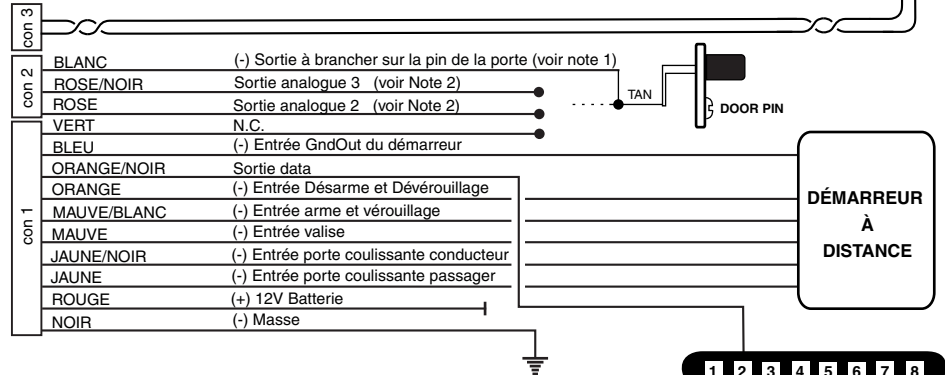 con 3
con 2
BLANC (-) Sortie à brancher sur la pin de la porte (voir note 1)
ROSE/NOIR Sortie analogue 3 (voir Note 2)
ROSE Sortie analogue 2 (voir Note 2)
TAN
DOOR PIN
con 1
VERT N.C.
BLEU (-) Entrée GndOut du démarreur
ORANGE/NOIR Sortie data
ORANGE (-) Entrée Désarme et Dévérouillage
MAUVE/BLANC (-) Entrée arme et vérouillage
MAUVE (-) Entrée valise
JAUNE/NOIR (-) Entrée porte coulissante conducteur
JAUNE (-) Entrée porte coulissante passager
ROUGE (+) 12V Batterie
NOIR (-) Masse
DÉMARREUR
À
DISTANCE
1 2 3 4 5 6 7 8